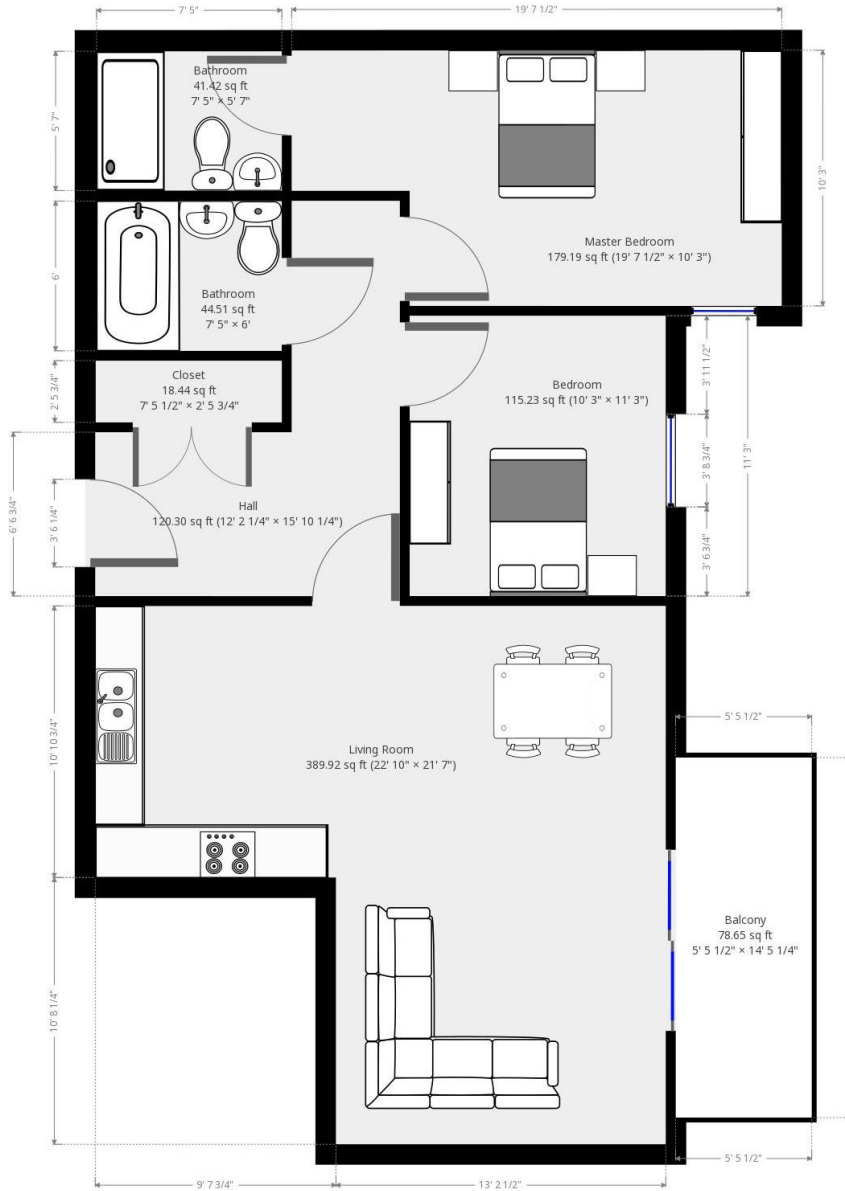 7' 5"
19' 7 1/2"
Bathroom
41.42 sq ft
7' 5" × 5' 7"
5' 7"
10' 3"
Master Bedroom
179.19 sq ft (19' 7 1/2" × 10' 3")
6'
Bathroom
44.51 sq ft
7' 5" × 6'
3' 11 1/2"
Closet
18.44 sq ft
7' 5 1/2" × 2' 5 3/4"
2' 5 3/4"
Bedroom
115.23 sq ft (10' 3" × 11' 3")
3' 8 3/4"
11' 3"
Hall
120.30 sq ft (12' 2 1/4" × 15' 10 1/4")
6' 6 3/4"
3' 6 1/4"
3' 6 3/4"
5' 5 1/2"
10' 10 3/4"
Living Room
389.92 sq ft (22' 10" × 21' 7")
Balcony
78.65 sq ft
5' 5 1/2" × 14' 5 1/4"
10' 8 1/4"
5' 5 1/2"
9' 7 3/4"
13' 2 1/2"